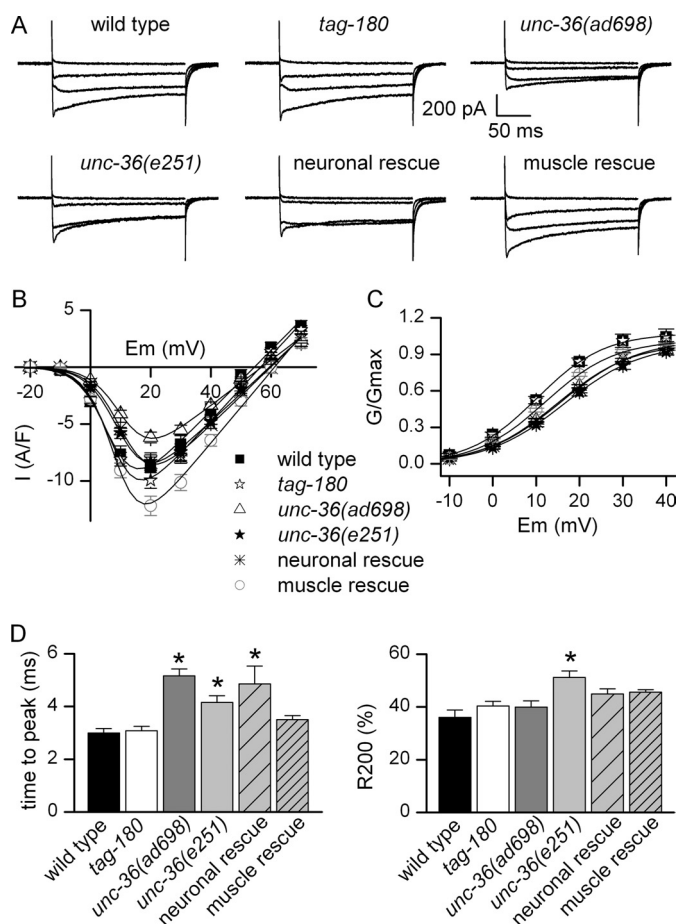 A
wild type
tag-180
unc-36(ad698)
200 pA
50 ms
unc-36(e251)
neuronal rescue
muscle rescue
B
5
Em (mV)
-20
20
40
60
-5
-10
I (A/F)
wild type
tag-180
unc-36(ad698)
unc-36(e251)
neuronal rescue
muscle rescue
C
1.2
0.9
0.6
0.3
0.0
G/Gmax
-10
0
10
20
30
40
Em (mV)
D
6
4
2
0
time to peak (ms)
*
*
*
wild type
tag-180
unc-36(ad698)
unc-36(e251)
neuronal rescue
muscle rescue
60
40
20
0
R200 (%)
*
wild type
tag-180
unc-36(ad698)
unc-36(e251)
neuronal rescue
muscle rescue